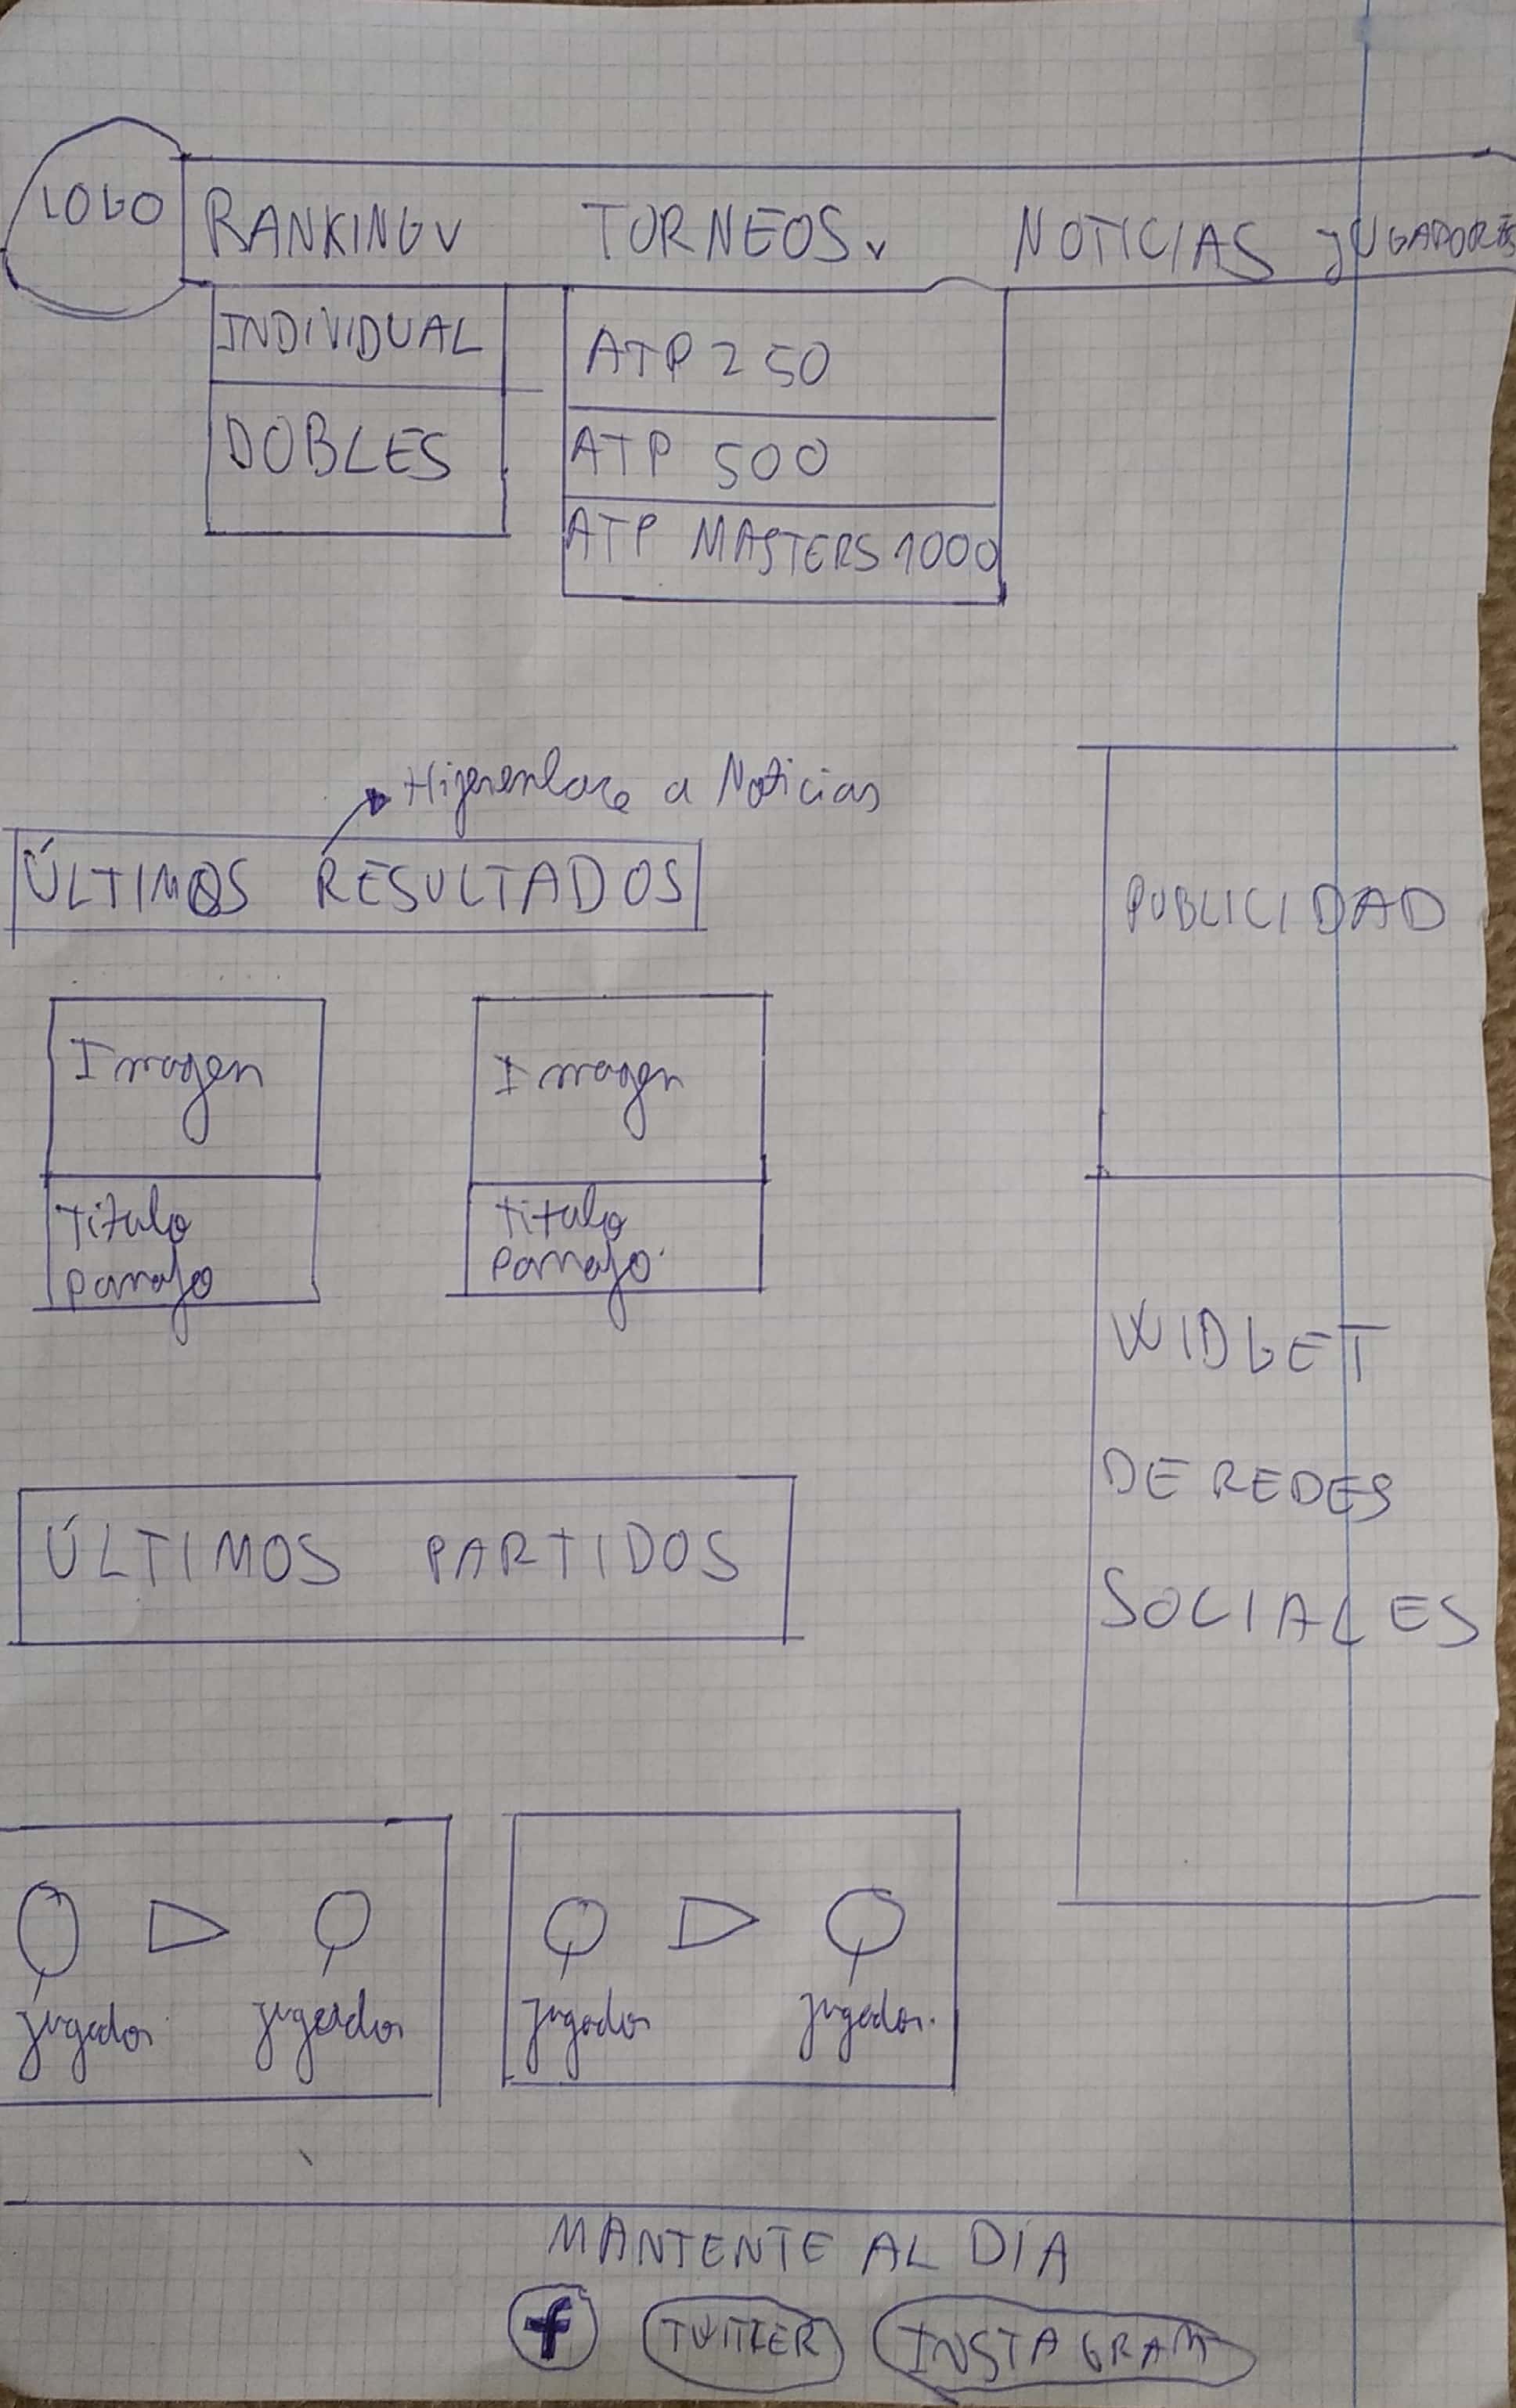 LOGO
RANKING v TORNEOS v NOTICIAS JUGADORES
INDIVIDUAL
DOBLES
ATP 250
ATP 500
ATP MASTERS 1000
Hiperenlace a Noticias
ÚLTIMOS RESULTADOS
Imagen
Titulo
parrafo
Imagen
Titulo
parrafo
PUBLICIDAD
WIDGET
DE REDES
SOCIALES
ÚLTIMOS PARTIDOS
jugador jugador
jugador jugador
MANTENTE AL DIA
f TWITTER INSTAGRAM